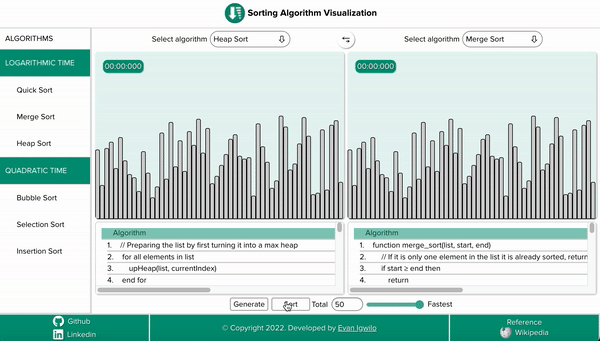 Sorting Algorithm Visualization
ALGORITHMS
LOGARITHMIC TIME
Quick Sort
Merge Sort
Heap Sort
QUADRATIC TIME
Bubble Sort
Selection Sort
Insertion Sort
Select algorithm Heap Sort
00:00:000
Algorithm
1. // Preparing the list by first turning it into a max heap
2. for all elements in list
3. upHeap(list, currentIndex)
4. end for
Select algorithm Merge Sort
00:00:000
Algorithm
1. function merge_sort(list, start, end)
2. // If it is only one element in the list it is already sorted, return
3. if start ≥ end then
4. return
Generate Sort Total 50 Fastest
Github
Linkedin
© Copyright 2022. Developed by Evan Igwilo
Reference
Wikipedia